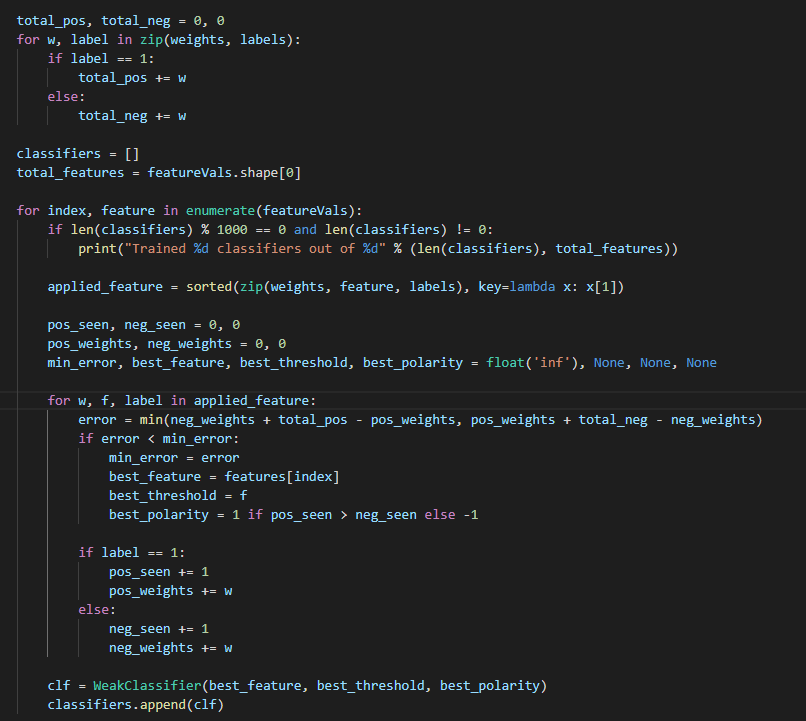 total_pos, total_neg = 0, 0
for w, label in zip(weights, labels):
    if label == 1:
        total_pos += w
    else:
        total_neg += w

classifiers = []
total_features = featureVals.shape[0]

for index, feature in enumerate(featureVals):
    if len(classifiers) % 1000 == 0 and len(classifiers) != 0:
        print("Trained %d classifiers out of %d" % (len(classifiers), total_features))

    applied_feature = sorted(zip(weights, feature, labels), key=lambda x: x[1])

    pos_seen, neg_seen = 0, 0
    pos_weights, neg_weights = 0, 0
    min_error, best_feature, best_threshold, best_polarity = float('inf'), None, None, None

    for w, f, label in applied_feature:
        error = min(neg_weights + total_pos - pos_weights, pos_weights + total_neg - neg_weights)
        if error < min_error:
            min_error = error
            best_feature = features[index]
            best_threshold = f
            best_polarity = 1 if pos_seen > neg_seen else -1

        if label == 1:
            pos_seen += 1
            pos_weights += w
        else:
            neg_seen += 1
            neg_weights += w

    clf = WeakClassifier(best_feature, best_threshold, best_polarity)
    classifiers.append(clf)